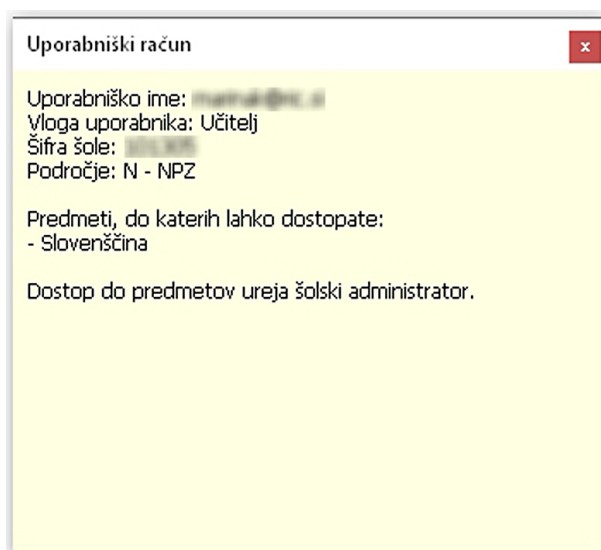 Uporabniški račun
x
Uporabniško ime:
Vloga uporabnika: Učitelj
Šifra šole:
Področje: N - NPZ
Predmeti, do katerih lahko dostopate:
- Slovenščina
Dostop do predmetov ureja šolski administrator.